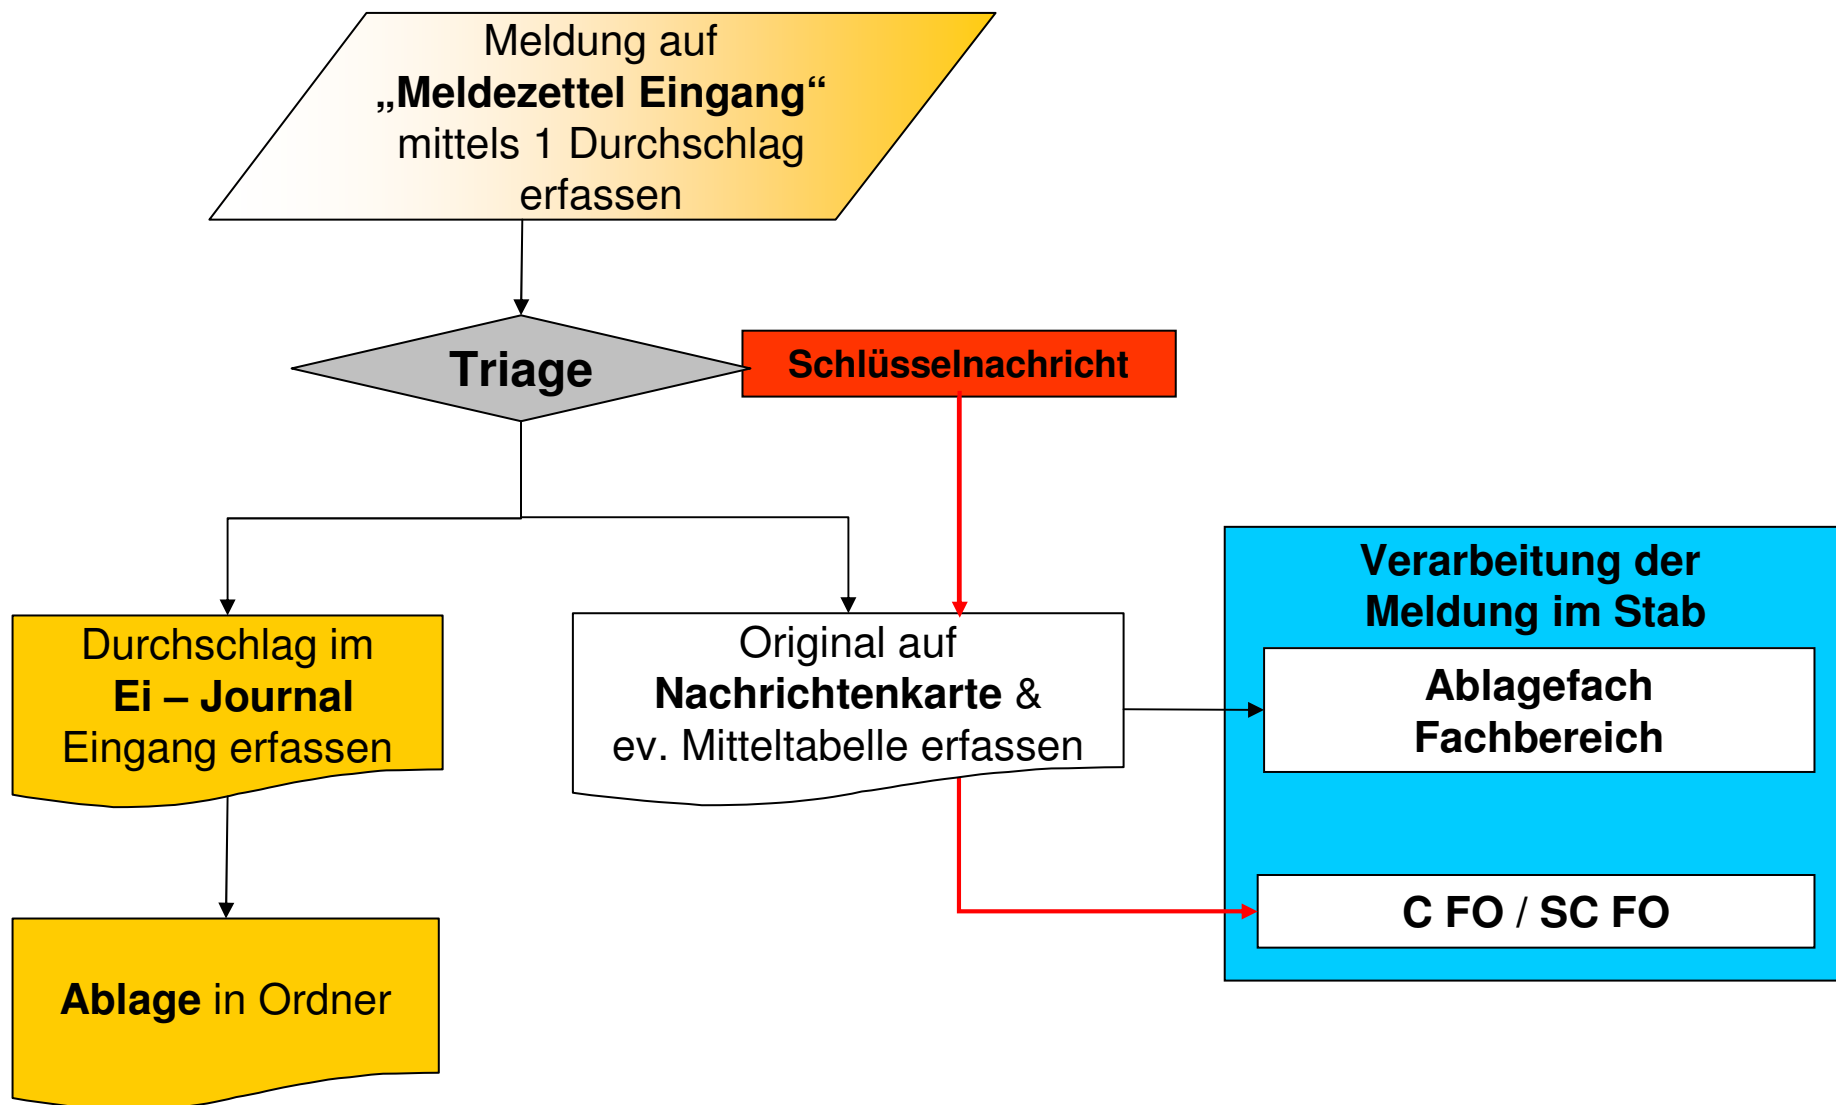 Meldung auf
„Meldezettel Eingang“
mittels 1 Durchschlag
erfassen
Triage
Schlüsselnachricht
Durchschlag im
Ei – Journal
Eingang erfassen
Original auf
Nachrichtenkarte &
ev. Mitteltabelle erfassen
Verarbeitung der
Meldung im Stab
Ablagefach
Fachbereich
C FO / SC FO
Ablage in Ordner